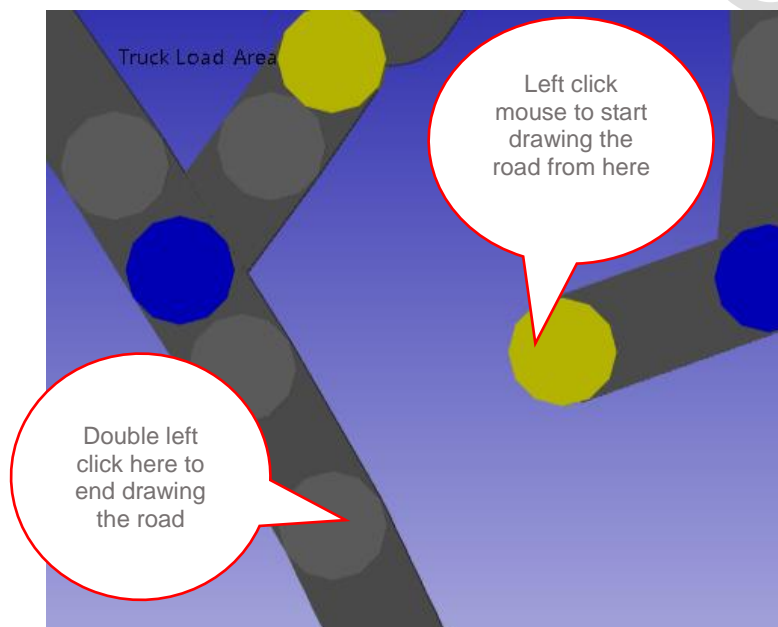 Truck Load Area
Left click
mouse to start
drawing the
road from here
Double left
click here to
end drawing
the road